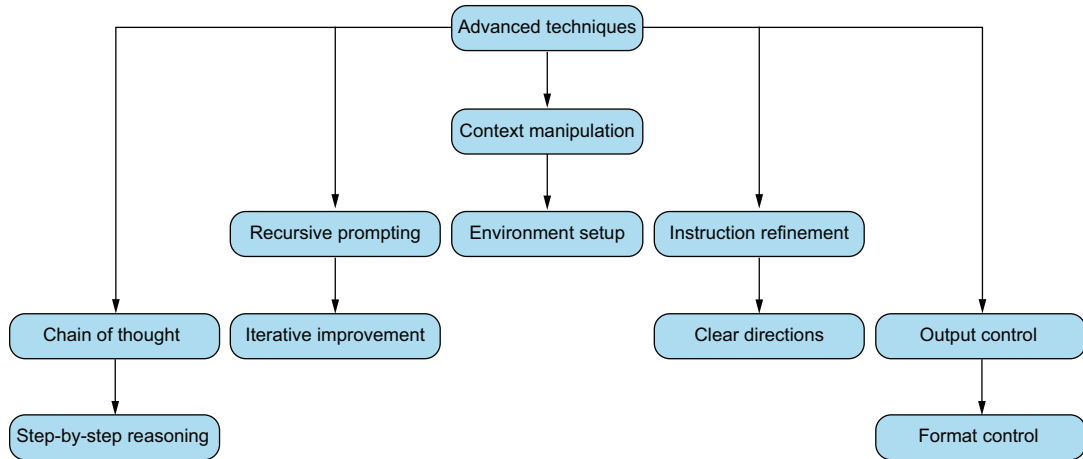 Advanced techniques
Context manipulation
Recursive prompting
Environment setup
Instruction refinement
Chain of thought
Iterative improvement
Clear directions
Output control
Step-by-step reasoning
Format control